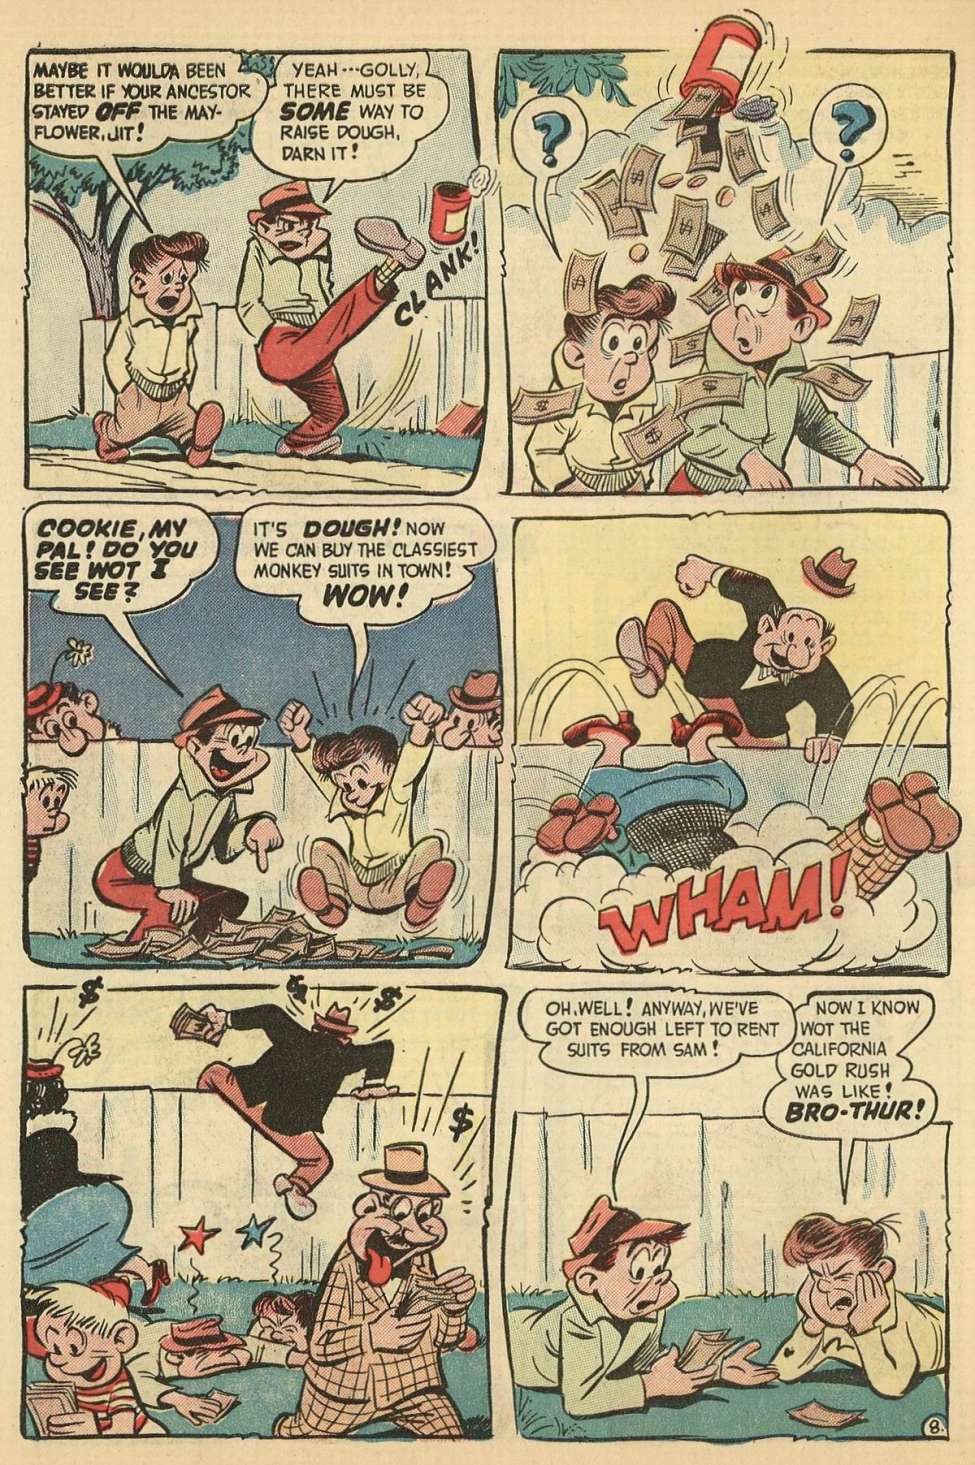 MAYBE IT WOULDA BEEN
BETTER IF YOUR ANCESTOR
STAYED OFF THE MAY-
FLOWER, JIT!
YEAH---GOLLY,
THERE MUST BE
SOME WAY TO
RAISE DOUGH,
DARN IT!
CLANK!
?
?
$
$
$
$
$
COOKIE, MY
PAL! DO YOU
SEE WOT I
SEE?
IT'S DOUGH! NOW
WE CAN BUY THE CLASSIEST
MONKEY SUITS IN TOWN!
WOW!
WHAM!
$
$
$
$
OH, WELL! ANYWAY, WE'VE
GOT ENOUGH LEFT TO RENT
SUITS FROM SAM!
NOW I KNOW
WOT THE
CALIFORNIA
GOLD RUSH
WAS LIKE!
BRO-THUR!
8.